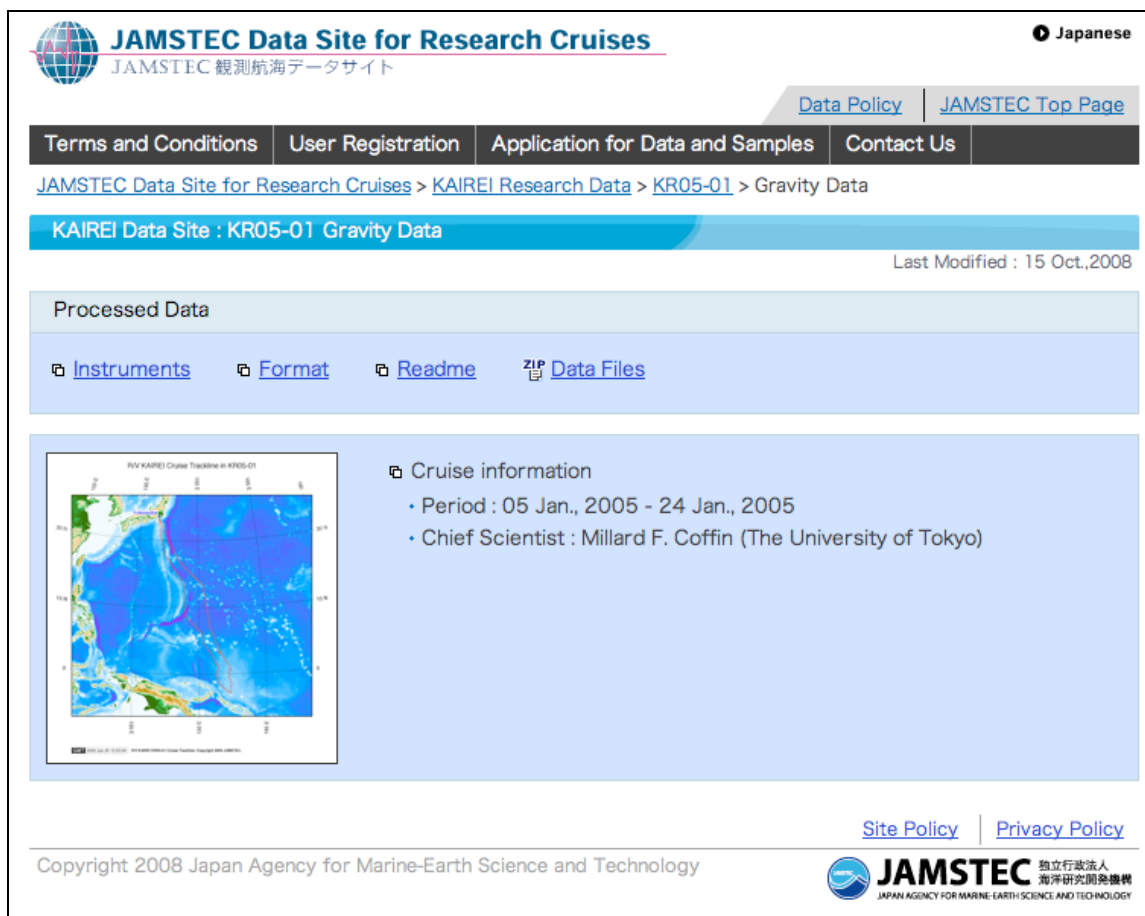 JAMSTEC Data Site for Research Cruises
JAMSTEC 観測航海データサイト
Japanese
Data Policy
JAMSTEC Top Page
Terms and Conditions
User Registration
Application for Data and Samples
Contact Us
JAMSTEC Data Site for Research Cruises > KAIREI Research Data > KR05-01 > Gravity Data
KAIREI Data Site : KR05-01 Gravity Data
Last Modified : 15 Oct.,2008
Processed Data
Instruments
Format
Readme
ZIP Data Files
R/V KAIREI Cruise Trackline in KR05-01
Cruise information
・Period : 05 Jan., 2005 - 24 Jan., 2005
・Chief Scientist : Millard F. Coffin (The University of Tokyo)
Site Policy
Privacy Policy
Copyright 2008 Japan Agency for Marine-Earth Science and Technology
JAMSTEC 独立行政法人
海洋研究開発機構
JAPAN AGENCY FOR MARINE-EARTH SCIENCE AND TECHNOLOGY